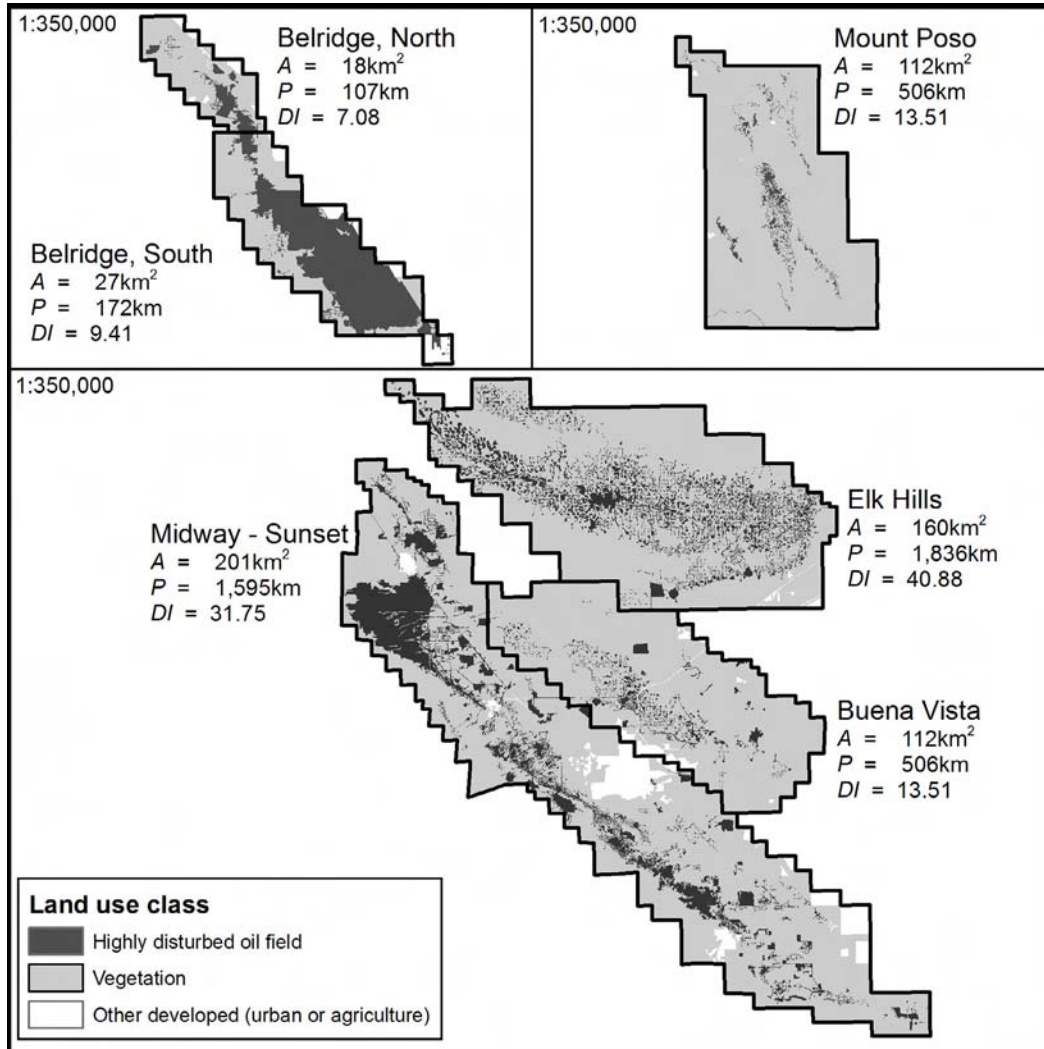 1:350,000
Belridge, North
A = 18km²
P = 107km
DI = 7.08
Belridge, South
A = 27km²
P = 172km
DI = 9.41
1:350,000
Mount Poso
A = 112km²
P = 506km
DI = 13.51
1:350,000
Midway - Sunset
A = 201km²
P = 1,595km
DI = 31.75
Elk Hills
A = 160km²
P = 1,836km
DI = 40.88
Buena Vista
A = 112km²
P = 506km
DI = 13.51
Land use class
Highly disturbed oil field
Vegetation
Other developed (urban or agriculture)